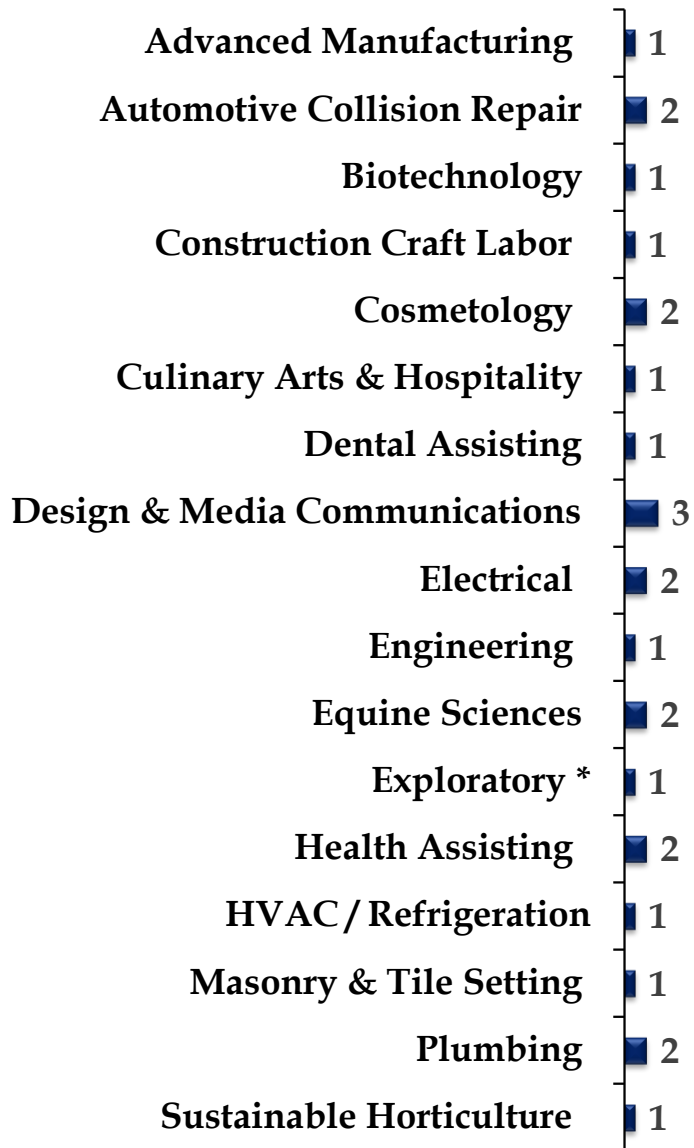 Advanced Manufacturing 1
Automotive Collision Repair 2
Biotechnology 1
Construction Craft Labor 1
Cosmetology 2
Culinary Arts & Hospitality 1
Dental Assisting 1
Design & Media Communications 3
Electrical 2
Engineering 1
Equine Sciences 2
Exploratory * 1
Health Assisting 2
HVAC / Refrigeration 1
Masonry & Tile Setting 1
Plumbing 2
Sustainable Horticulture 1